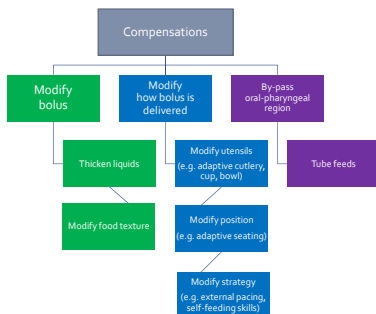 Compensations
Modify
bolus
Modify
how bolus is
delivered
By-pass
oral-pharyngeal
region
Thicken liquids
Modify utensils
(e.g. adaptive cutlery,
cup, bowl)
Tube feeds
Modify food texture
Modify position
(e.g. adaptive seating)
Modify strategy
(e.g. external pacing,
self-feeding skills)